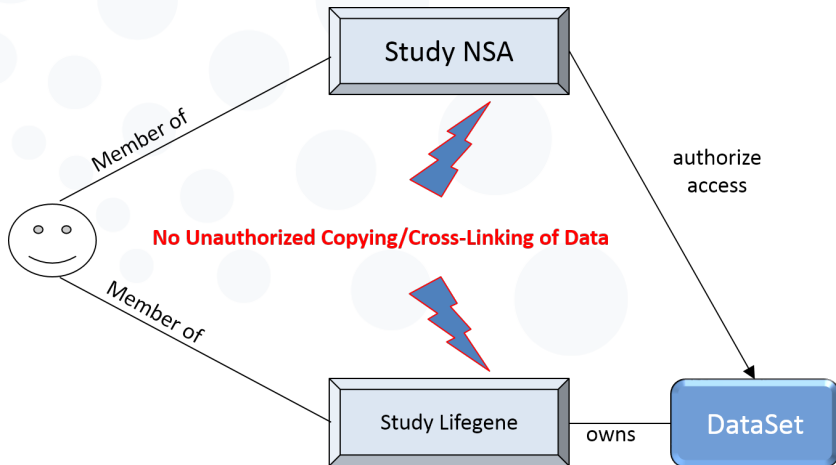 Study NSA
Member of
authorize
access
No Unauthorized Copying/Cross-Linking of Data
Member of
Study Lifegene
owns
DataSet